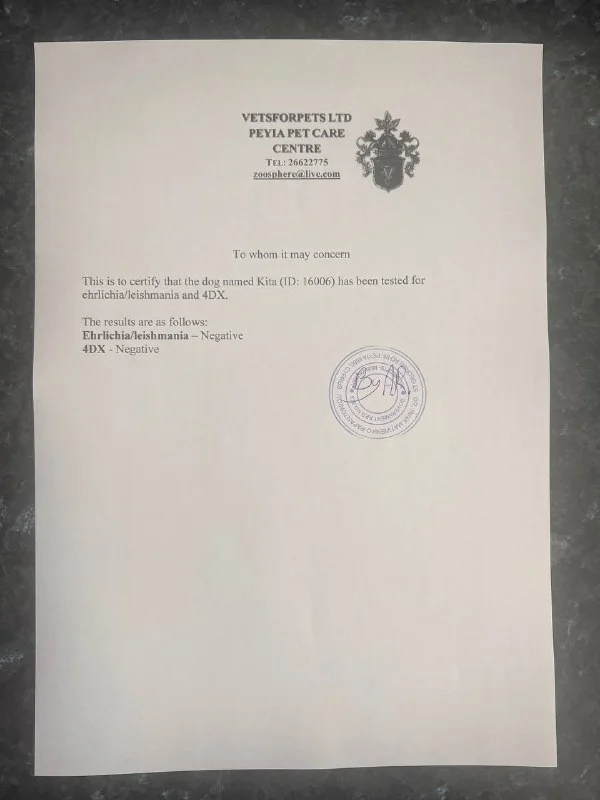 VETSFORPETS LTD
PEYIA PET CARE
CENTRE
TEL: 26622775
zoosphere@live.com
V
To whom it may concern
This is to certify that the dog named Kita (ID: 16006) has been tested for
ehrlichia/leishmania and 4DX.
The results are as follows:
Ehrlichia/leishmania – Negative
4DX - Negative